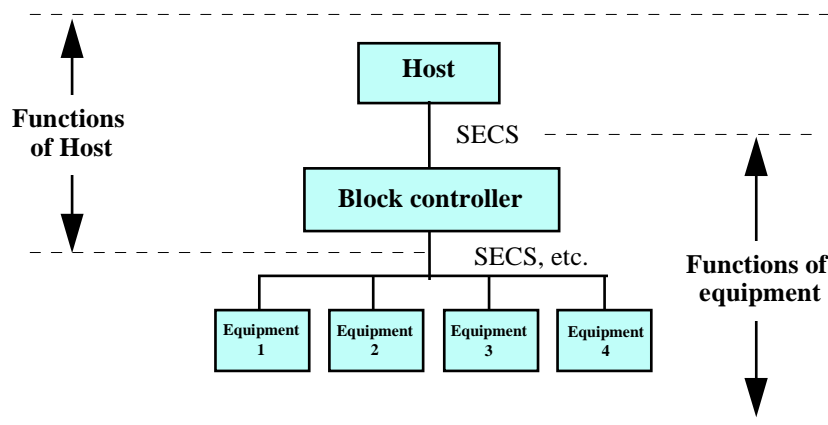 Host
Functions
of Host
SECS
Block controller
SECS, etc.
Functions of
equipment
Equipment
1
Equipment
2
Equipment
3
Equipment
4